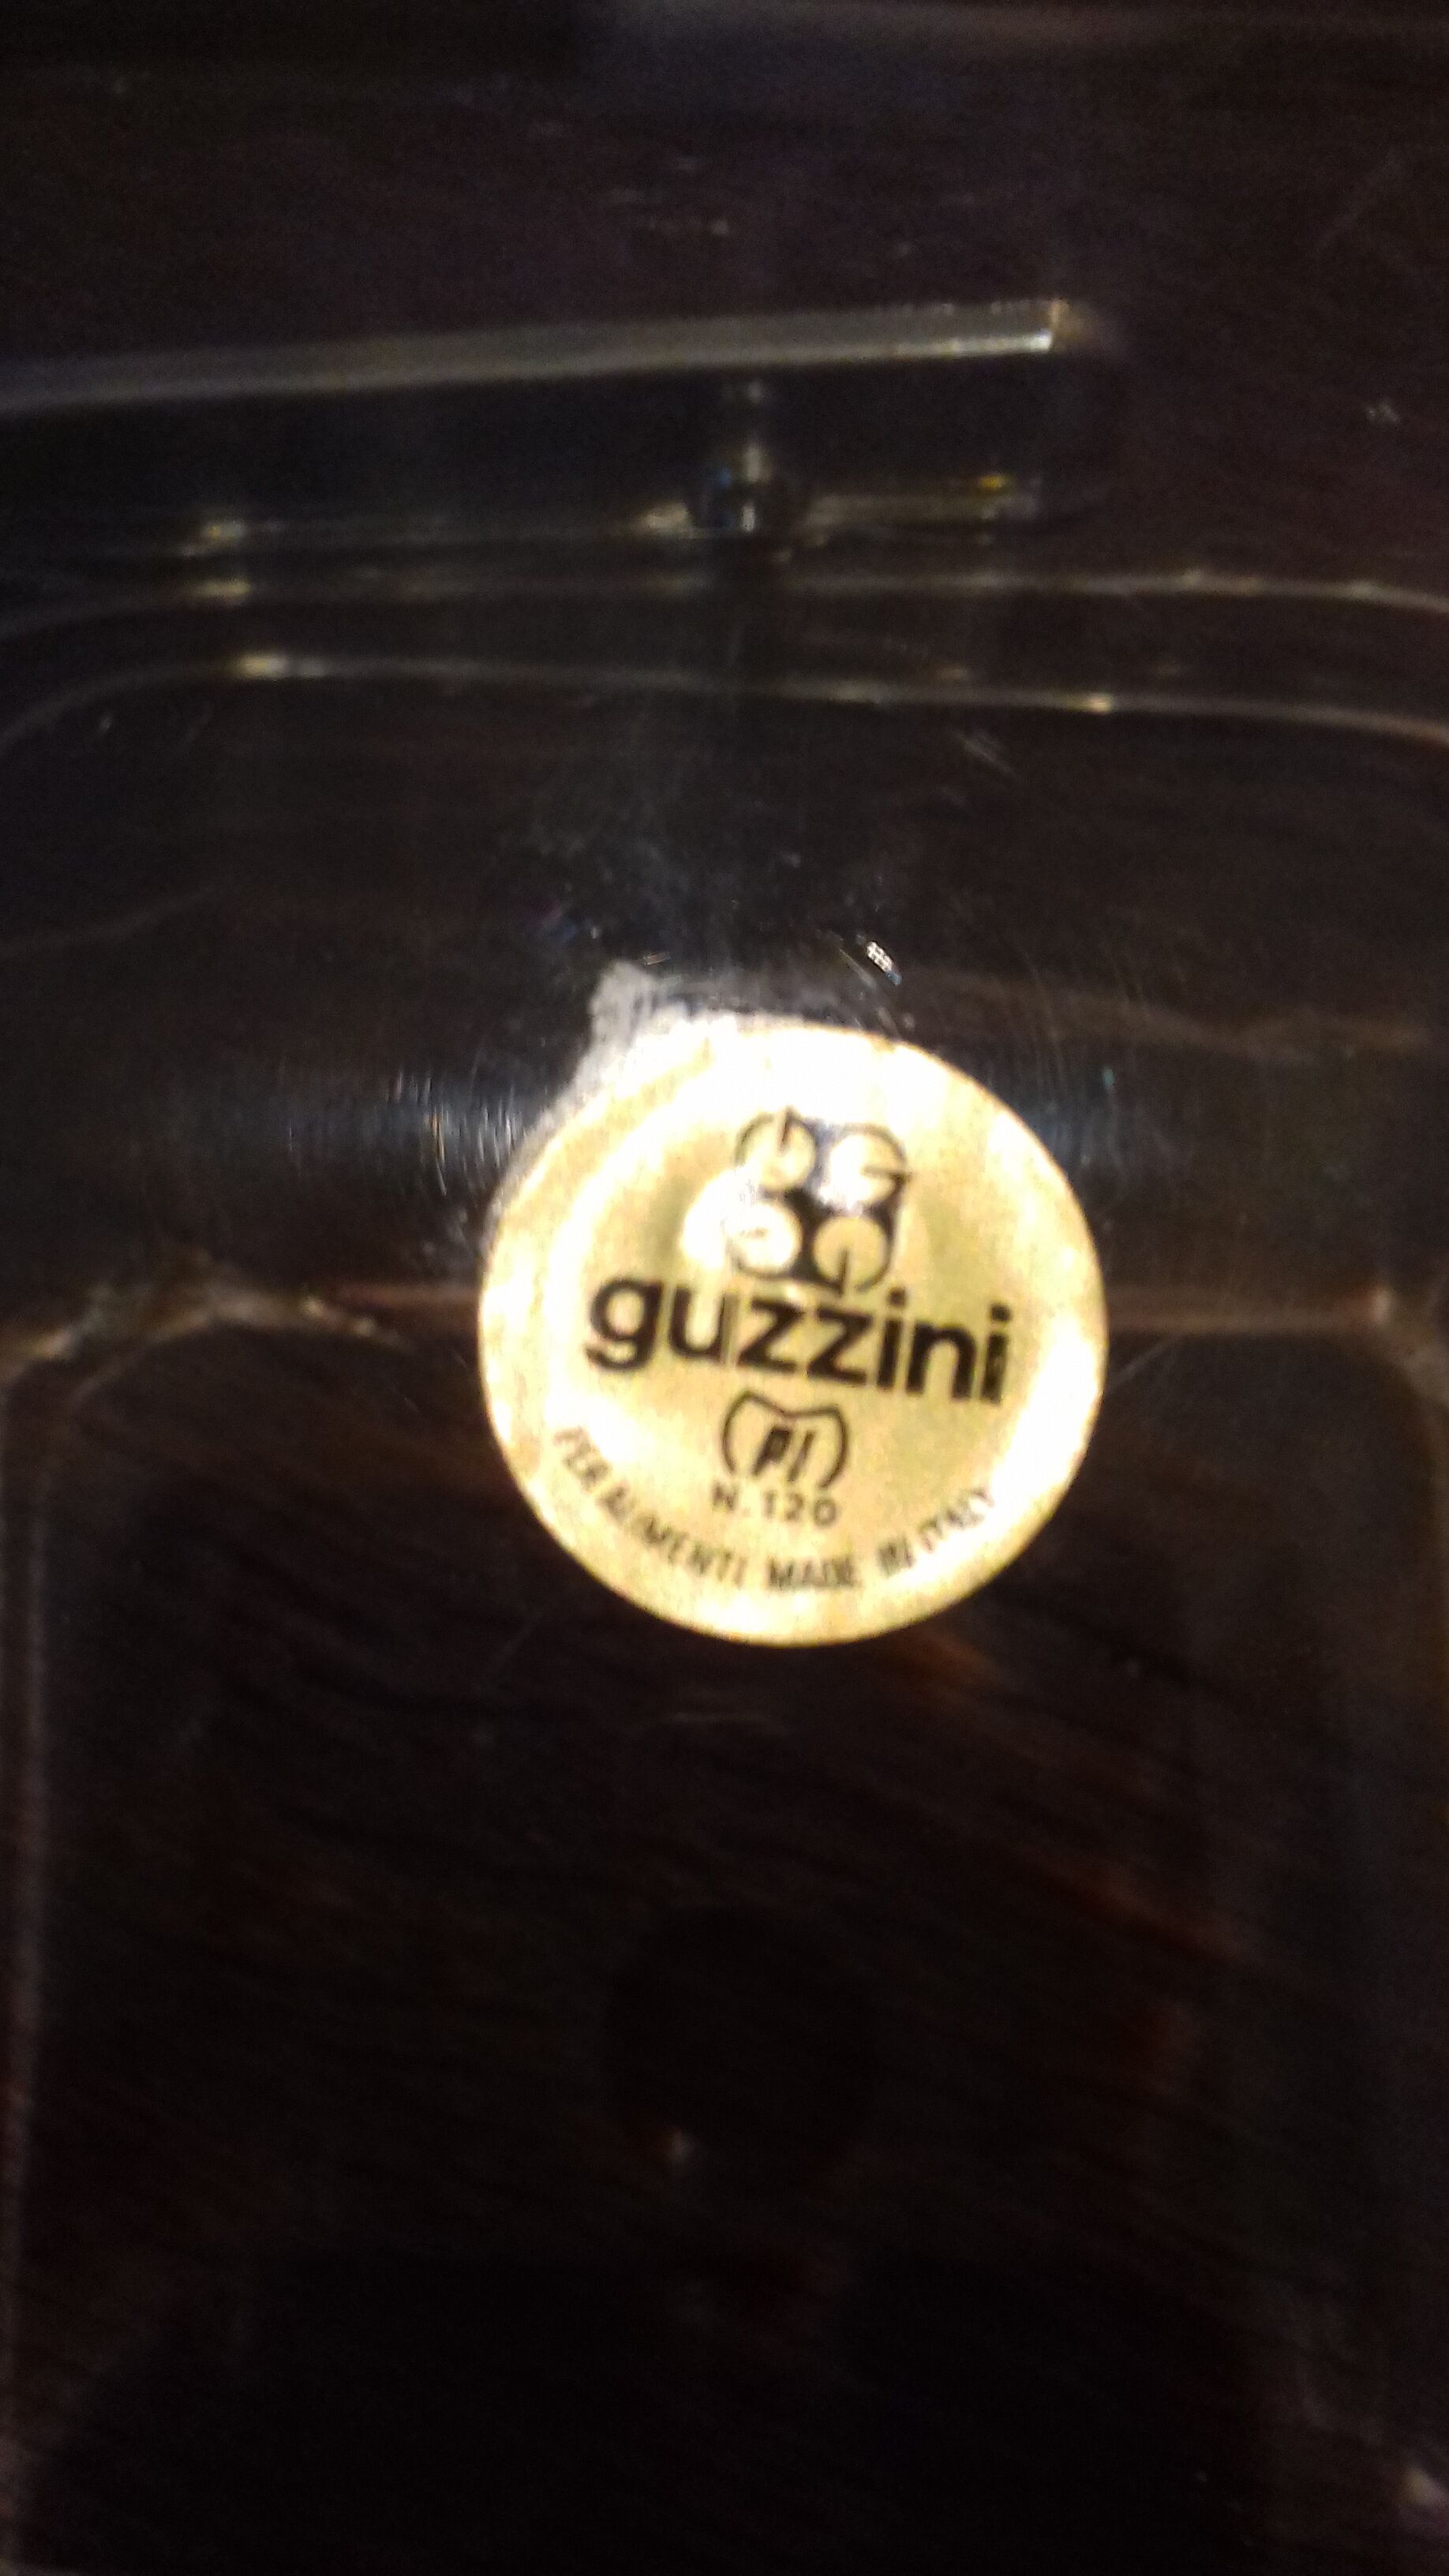 guzzini
pi
N. 120
PER ALIMENTI MADE IN ITALY